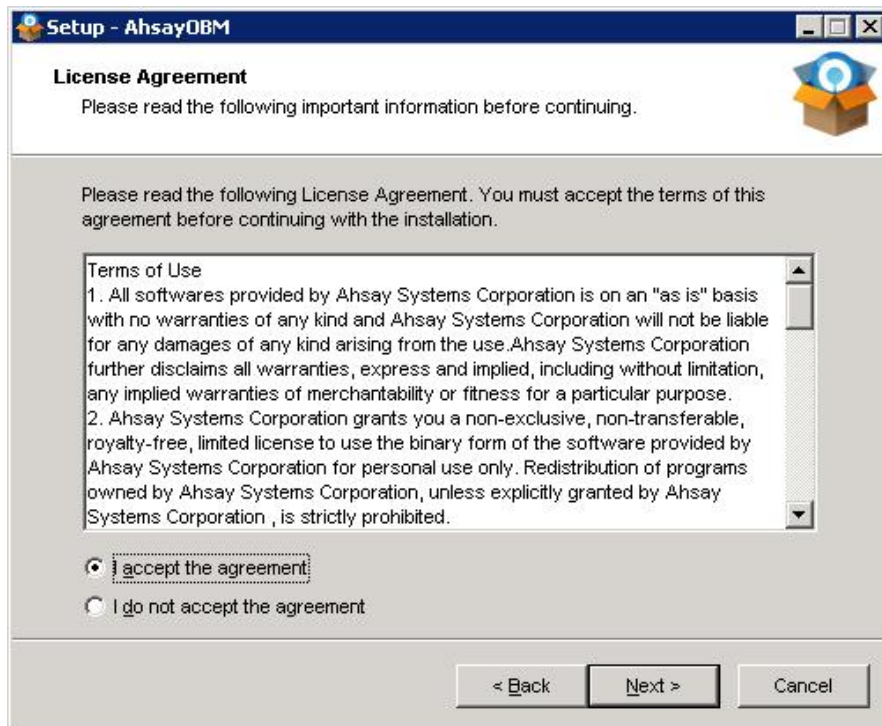 Setup - AhsayOBM
License Agreement
Please read the following important information before continuing.
Please read the following License Agreement. You must accept the terms of this
agreement before continuing with the installation.
Terms of Use
1. All softwares provided by Ahsay Systems Corporation is on an "as is" basis
with no warranties of any kind and Ahsay Systems Corporation will not be liable
for any damages of any kind arising from the use.Ahsay Systems Corporation
further disclaims all warranties, express and implied, including without limitation,
any implied warranties of merchantability or fitness for a particular purpose.
2. Ahsay Systems Corporation grants you a non-exclusive, non-transferable,
royalty-free, limited license to use the binary form of the software provided by
Ahsay Systems Corporation for personal use only. Redistribution of programs
owned by Ahsay Systems Corporation, unless explicitly granted by Ahsay
Systems Corporation , is strictly prohibited.
I accept the agreement
I do not accept the agreement
< Back
Next >
Cancel